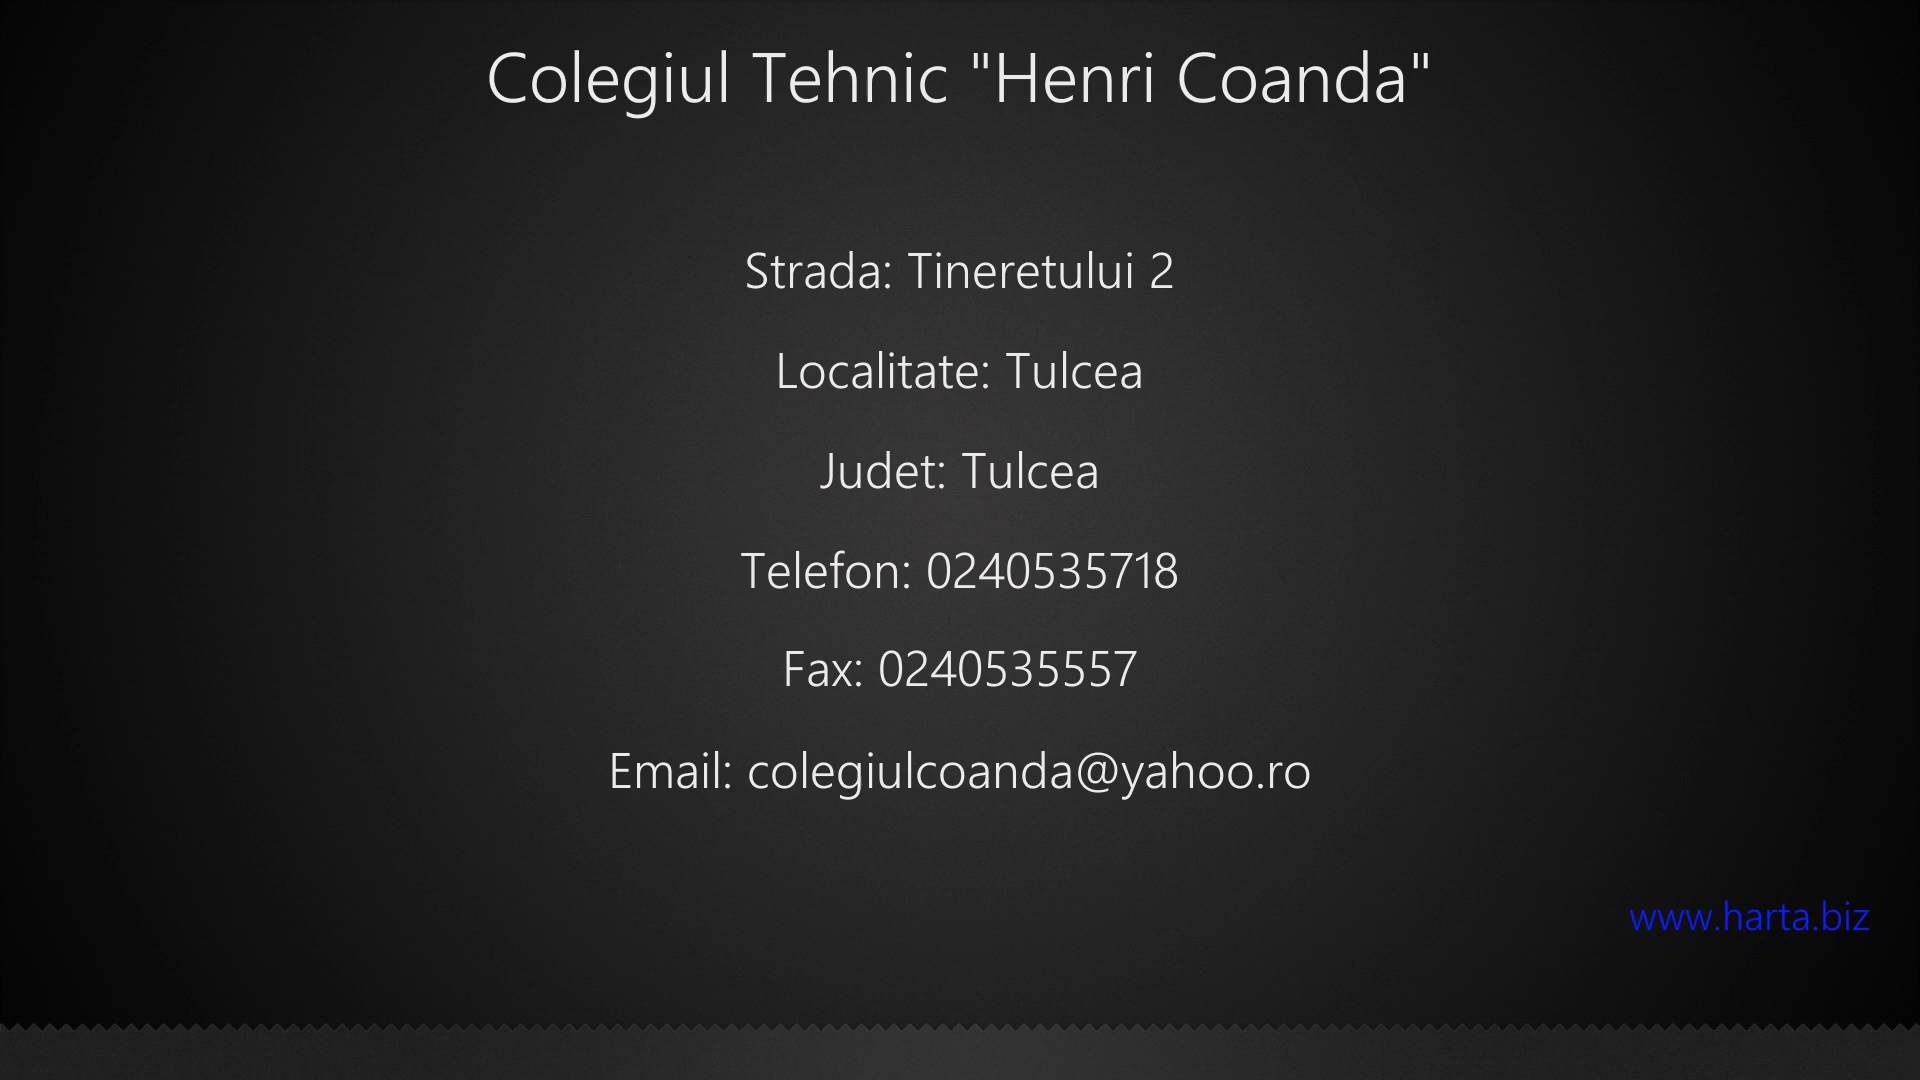 Colegiul Tehnic "Henri Coanda"
Strada: Tineretului 2
Localitate: Tulcea
Judet: Tulcea
Telefon: 0240535718
Fax: 0240535557
Email: colegiulcoanda@yahoo.ro
www.harta.biz